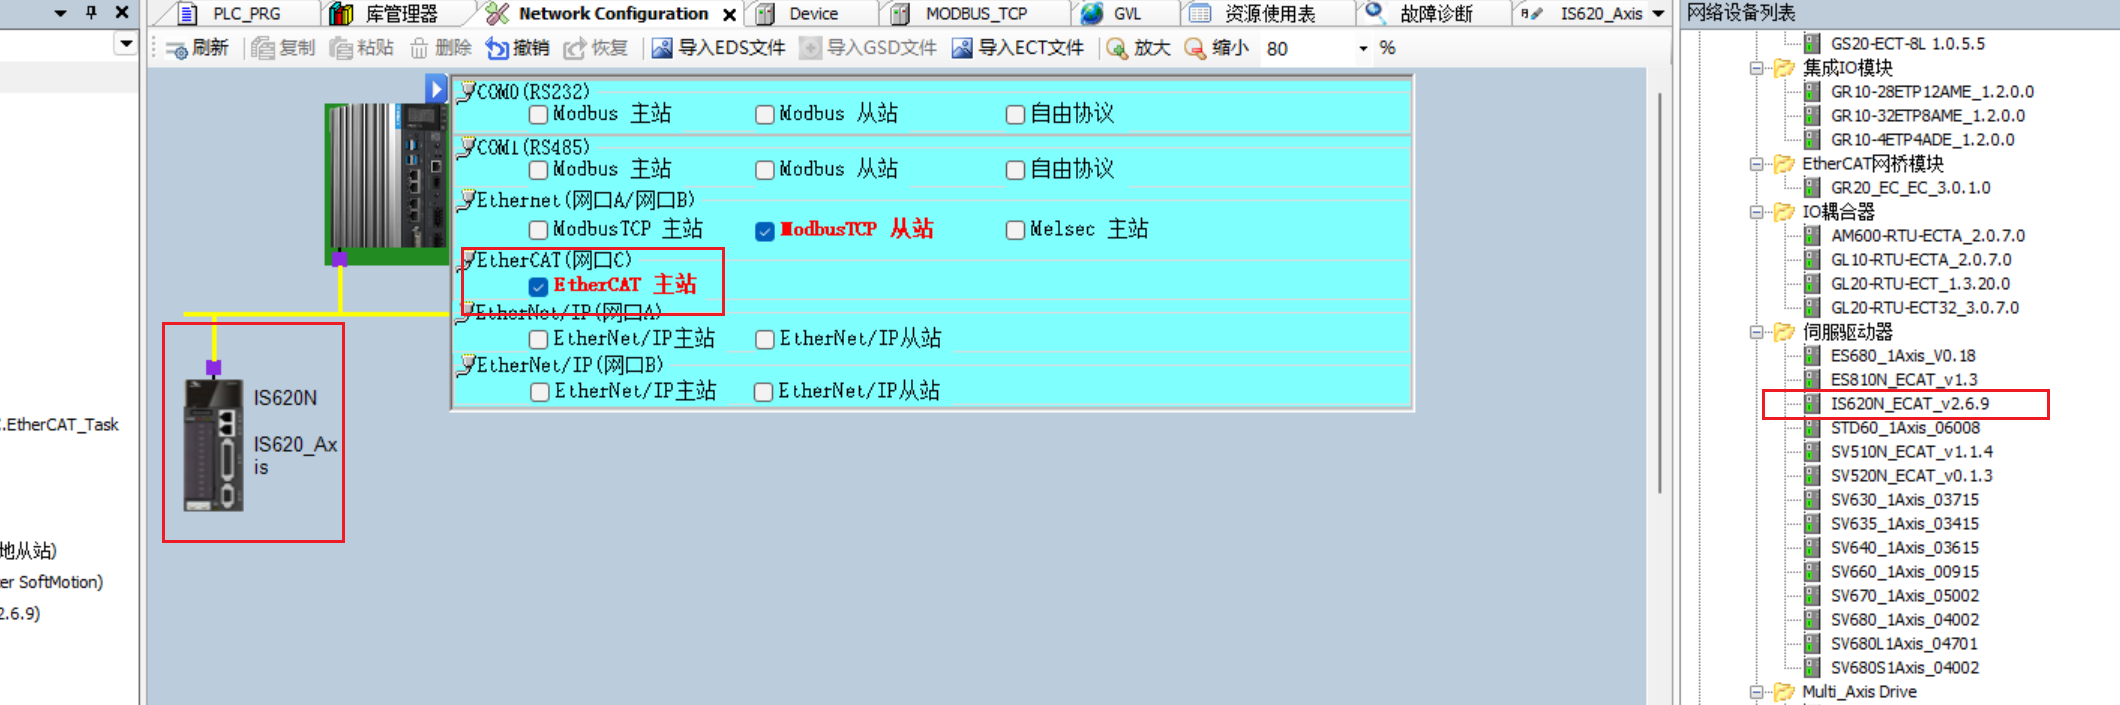 PLC_PRG 库管理器 Network Configuration Device MODBUS_TCP GVL 资源使用表 故障诊断 IS620_Axis
刷新 复制 粘贴 删除 撤销 恢复 导入EDS文件 导入GSD文件 导入ECT文件 放大 缩小 80 %
.EtherCAT_Task
地从站)
er SoftMotion)
2.6.9)
COM0(RS232)
Modbus 主站 Modbus 从站 自由协议
COM1(RS485)
Modbus 主站 Modbus 从站 自由协议
Ethernet(网口A/网口B)
ModbusTCP 主站 ModbusTCP 从站 Melsec 主站
EtherCAT(网口C)
EtherCAT 主站
EtherNet/IP(网口A)
EtherNet/IP主站 EtherNet/IP从站
EtherNet/IP(网口B)
EtherNet/IP主站 EtherNet/IP从站
IS620N
IS620_Ax
is
网络设备列表
GS20-ECT-8L 1.0.5.5
集成IO模块
GR10-28ETP12AME_1.2.0.0
GR10-32ETP8AME_1.2.0.0
GR10-4ETP4ADE_1.2.0.0
EtherCAT网桥模块
GR20_EC_EC_3.0.1.0
IO耦合器
AM600-RTU-ECTA_2.0.7.0
GL10-RTU-ECTA_2.0.7.0
GL20-RTU-ECT_1.3.20.0
GL20-RTU-ECT32_3.0.7.0
伺服驱动器
ES680_1Axis_V0.18
ES810N_ECAT_v1.3
IS620N_ECAT_v2.6.9
STD60_1Axis_06008
SV510N_ECAT_v1.1.4
SV520N_ECAT_v0.1.3
SV630_1Axis_03715
SV635_1Axis_03415
SV640_1Axis_03615
SV660_1Axis_00915
SV670_1Axis_05002
SV680_1Axis_04002
SV680L1Axis_04701
SV680S1Axis_04002
Multi_Axis Drive